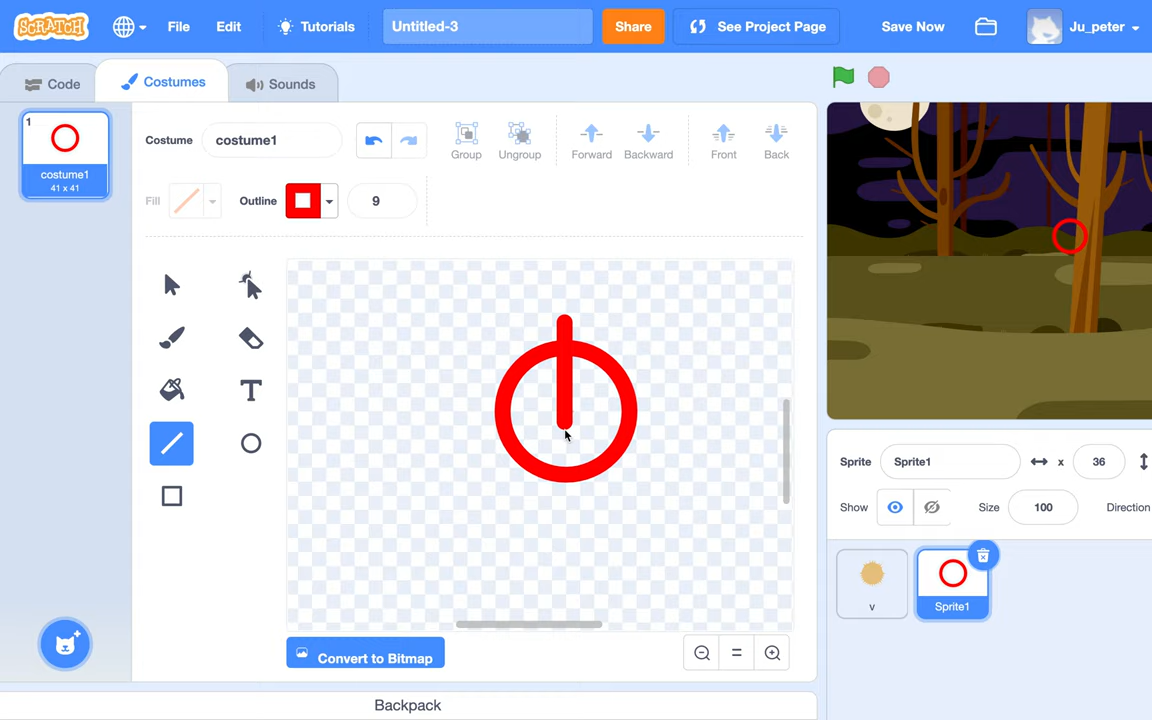 SCRATCH File Edit Tutorials Untitled-3 Share See Project Page Save Now Ju_peter
Code Costumes Sounds
1
costume1
41 x 41
Costume costume1 Group Ungroup Forward Backward Front Back
Fill Outline 9
T
Convert to Bitmap
Backpack
Sprite Sprite1 x 36
Show Size 100 Direction
v
Sprite1